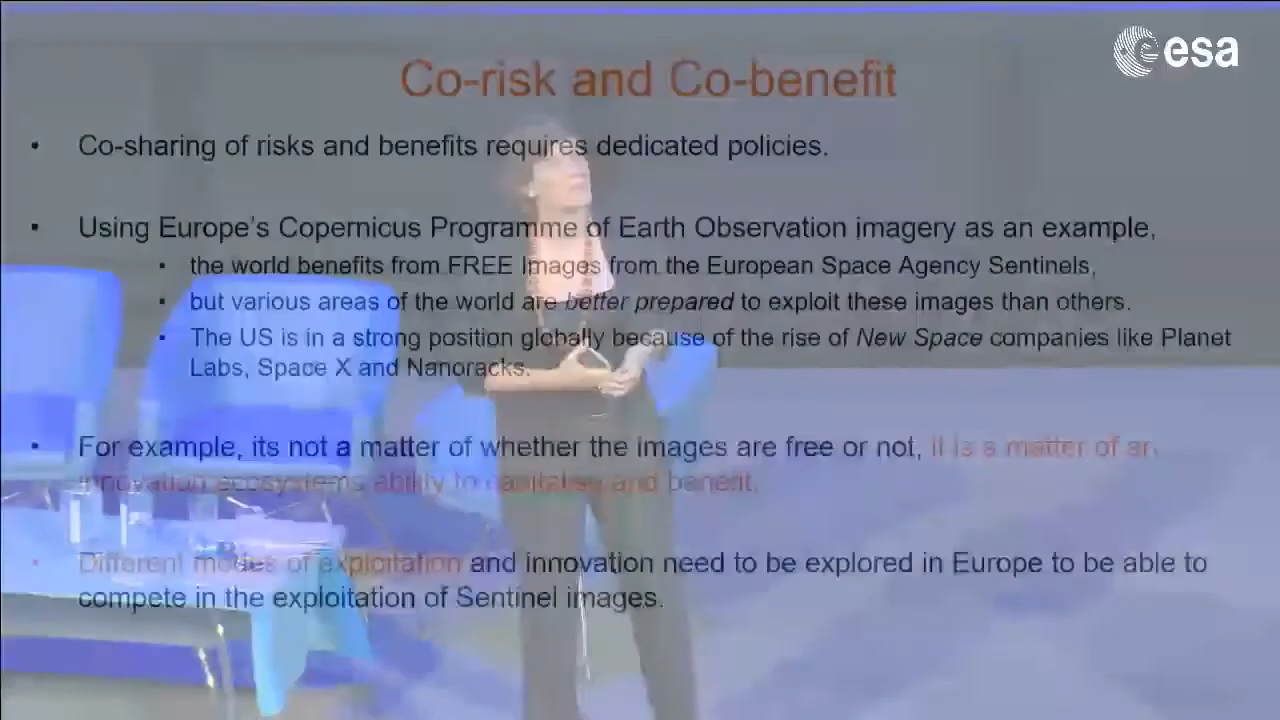 esa
Co-risk and Co-benefit
• Co-sharing of risks and benefits requires dedicated policies.
• Using Europe's Copernicus Programme of Earth Observation imagery as an example,
• the world benefits from FREE Images from the European Space Agency Sentinels,
• but various areas of the world are better prepared to exploit these images than others.
• The US is in a strong position globally because of the rise of New Space companies like Planet
Labs, Space X and Nanoracks.
• For example, its not a matter of whether the images are free or not, it is a matter of an
innovation ecosystems ability to capitalise and benefit.
• Different modes of exploitation and innovation need to be explored in Europe to be able to
compete in the exploitation of Sentinel images.